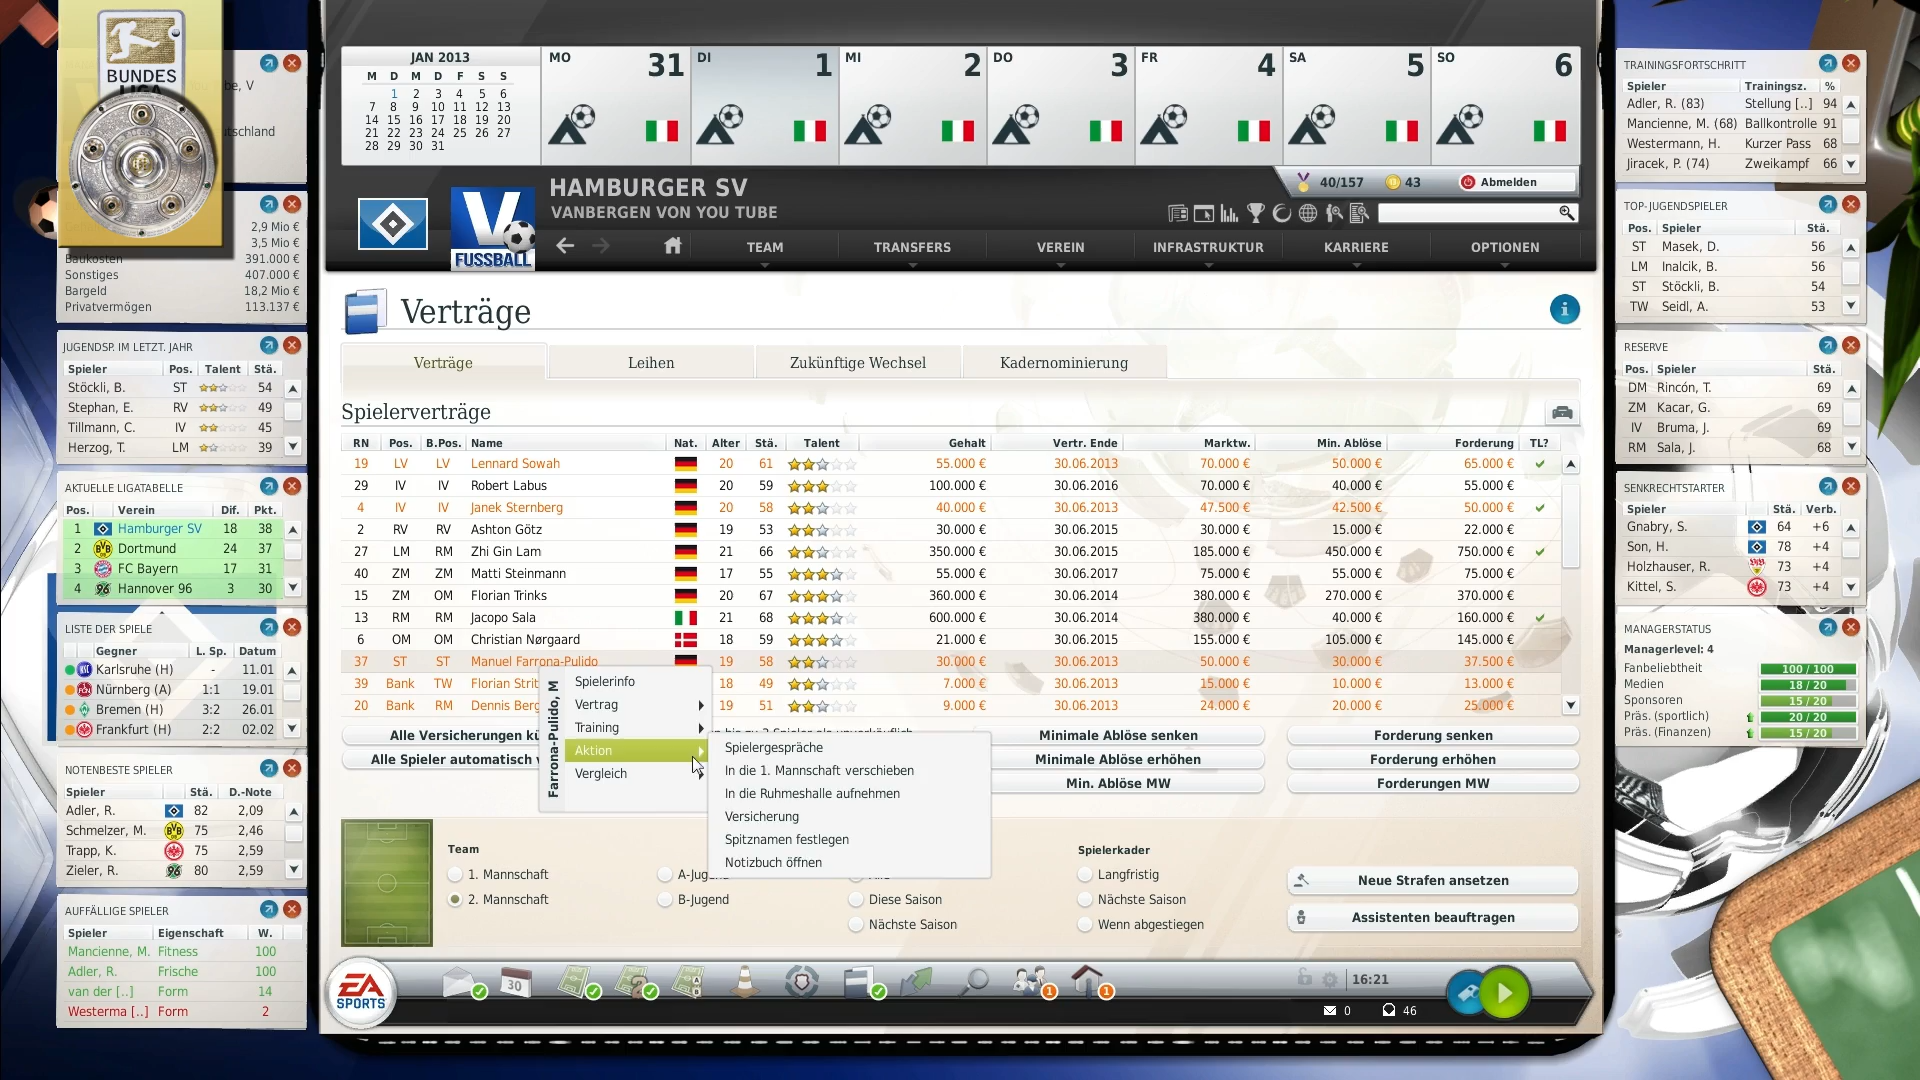 BUNDES
LIGA
be, V
utschland
2,9 Mio €
3,5 Mio €
Baukosten 391.000 €
Sonstiges 407.000 €
Bargeld 18,2 Mio €
Privatvermögen 113.137 €
JUGENDSP. IM LETZT. JAHR
Spieler Pos. Talent Stä.
Stöckli, B. ST 54
Stephan, E. RV 49
Tillmann, C. IV 45
Herzog, T. LM 39
AKTUELLE LIGATABELLE
Pos. Verein Dif. Pkt.
1 Hamburger SV 18 38
2 Dortmund 24 37
3 FC Bayern 17 31
4 Hannover 96 3 30
LISTE DER SPIELE
Gegner L. Sp. Datum
Karlsruhe (H) - 11.01
Nürnberg (A) 1:1 19.01
Bremen (H) 3:2 26.01
Frankfurt (H) 2:2 02.02
NOTENBESTE SPIELER
Spieler Stä. D.-Note
Adler, R. 82 2,09
Schmelzer, M. 75 2,46
Trapp, K. 75 2,59
Zieler, R. 80 2,59
AUFFÄLLIGE SPIELER
Spieler Eigenschaft W.
Mancienne, M. Fitness 100
Adler, R. Frische 100
van der [..] Form 14
Westerma [..] Form 2
JAN 2013
M D M D F S S
1 2 3 4 5 6
7 8 9 10 11 12 13
14 15 16 17 18 19 20
21 22 23 24 25 26 27
28 29 30 31
MO 31 DI 1 MI 2 DO 3 FR 4 SA 5 SO 6
HAMBURGER SV
VANBERGEN VON YOU TUBE
V
FUSSBALL
40/157 43 Abmelden
TEAM TRANSFERS VEREIN INFRASTRUKTUR KARRIERE OPTIONEN
Verträge
Verträge Leihen Zukünftige Wechsel Kadernominierung
Spielerverträge
RN Pos. B.Pos. Name Nat. Alter Stä. Talent Gehalt Vertr. Ende Marktw. Min. Ablöse Forderung TL?
19 LV LV Lennard Sowah 20 61 55.000 € 30.06.2013 70.000 € 50.000 € 65.000 €
29 IV IV Robert Labus 20 59 100.000 € 30.06.2016 70.000 € 40.000 € 55.000 €
4 IV IV Janek Sternberg 20 58 40.000 € 30.06.2013 47.500 € 42.500 € 50.000 €
2 RV RV Ashton Götz 19 53 30.000 € 30.06.2015 30.000 € 15.000 € 22.000 €
27 LM RM Zhi Gin Lam 21 66 350.000 € 30.06.2015 185.000 € 450.000 € 750.000 €
40 ZM ZM Matti Steinmann 17 55 75.000 € 30.06.2017 75.000 € 55.000 € 75.000 €
15 ZM OM Florian Trinks 20 67 360.000 € 30.06.2014 380.000 € 270.000 € 370.000 €
13 RM RM Jacopo Sala 21 68 600.000 € 30.06.2014 380.000 € 40.000 € 160.000 €
6 OM OM Christian Nørgaard 18 59 21.000 € 30.06.2015 155.000 € 105.000 € 145.000 €
37 ST ST Manuel Farrona-Pulido 19 58 30.000 € 30.06.2013 50.000 € 30.000 € 37.500 €
39 Bank TW Florian Strit 18 49 7.000 € 30.06.2013 15.000 € 10.000 € 13.000 €
20 Bank RM Dennis Berg 19 51 9.000 € 30.06.2013 24.000 € 20.000 € 25.000 €
Farrona-Pulido, M
Spielerinfo
Vertrag
Training
Aktion
Vergleich
Spielergespräche
In die 1. Mannschaft verschieben
In die Ruhmeshalle aufnehmen
Versicherung
Spitznamen festlegen
Notizbuch öffnen
Alle Versicherungen kü Minimale Ablöse senken Forderung senken
Alle Spieler automatisch v Minimale Ablöse erhöhen Forderung erhöhen
Min. Ablöse MW Forderungen MW
Team
1. Mannschaft A-Jugend
2. Mannschaft B-Jugend
Diese Saison
Nächste Saison
Spielerkader
Langfristig
Nächste Saison
Wenn abgestiegen
Neue Strafen ansetzen
Assistenten beauftragen
EA
SPORTS
30
2
1
1
16:21
0 46
TRAININGSFORTSCHRITT
Spieler Trainingsz. %
Adler, R. (83) Stellung [..] 94
Mancienne, M. (68) Ballkontrolle 91
Westermann, H. Kurzer Pass 68
Jiracek, P. (74) Zweikampf 66
TOP-JUGENDSPIELER
Pos. Spieler Stä.
ST Masek, D. 56
LM Inalcik, B. 56
ST Stöckli, B. 54
TW Seidl, A. 53
RESERVE
Pos. Spieler Stä.
DM Rincón, T. 69
ZM Kacar, G. 69
IV Bruma, J. 69
RM Sala, J. 68
SENKRECHTSTARTER
Spieler Stä. Verb.
Gnabry, S. 64 +6
Son, H. 78 +4
Holzhauser, R. 73 +4
Kittel, S. 73 +4
MANAGERSTATUS
Managerlevel: 4
Fanbeliebtheit 100 / 100
Medien 18 / 20
Sponsoren 15 / 20
Präs. (sportlich) 20 / 20
Präs. (Finanzen) 15 / 20